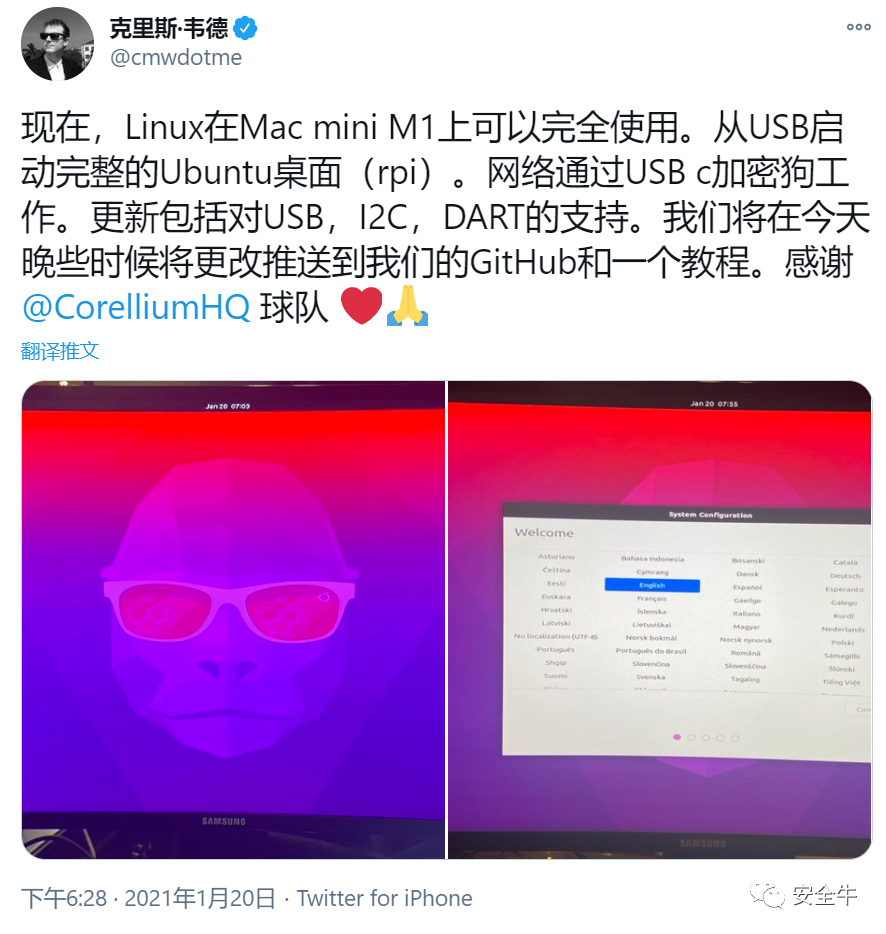 克里斯·韦德
@cmwdotme
现在，Linux在Mac mini M1上可以完全使用。从USB启
动完整的Ubuntu桌面（rpi）。网络通过USB c加密狗工
作。更新包括对USB，I2C，DART的支持。我们将在今天
晚些时候将更改推送到我们的GitHub和一个教程。感谢
@CorelliumHQ 球队 ❤️🙏
翻译推文
Jan 20 07:03
SAMSUNG
Jan 20 07:55
System Configuration
Welcome
Asturianu Bahasa Indonesia Bosanski Català
Čeština Cymraeg Dansk Deutsch
Eesti English Español Esperanto
Euskara Français Gaeilge Galego
Hrvatski Íslenska Italiano Kurdî
Latviski Lietuviškai Magyar Nederlands
No localization (UTF-8) Norsk bokmål Norsk nynorsk Polski
Português Português do Brasil Română Sámegillii
Shqip Slovenčina Slovenščina Ślůnski
Suomi Svenska Tagalog Tiếng Việt
Con
SAMSUNG
下午6:28 · 2021年1月20日 · Twitter for iPhone
安全牛